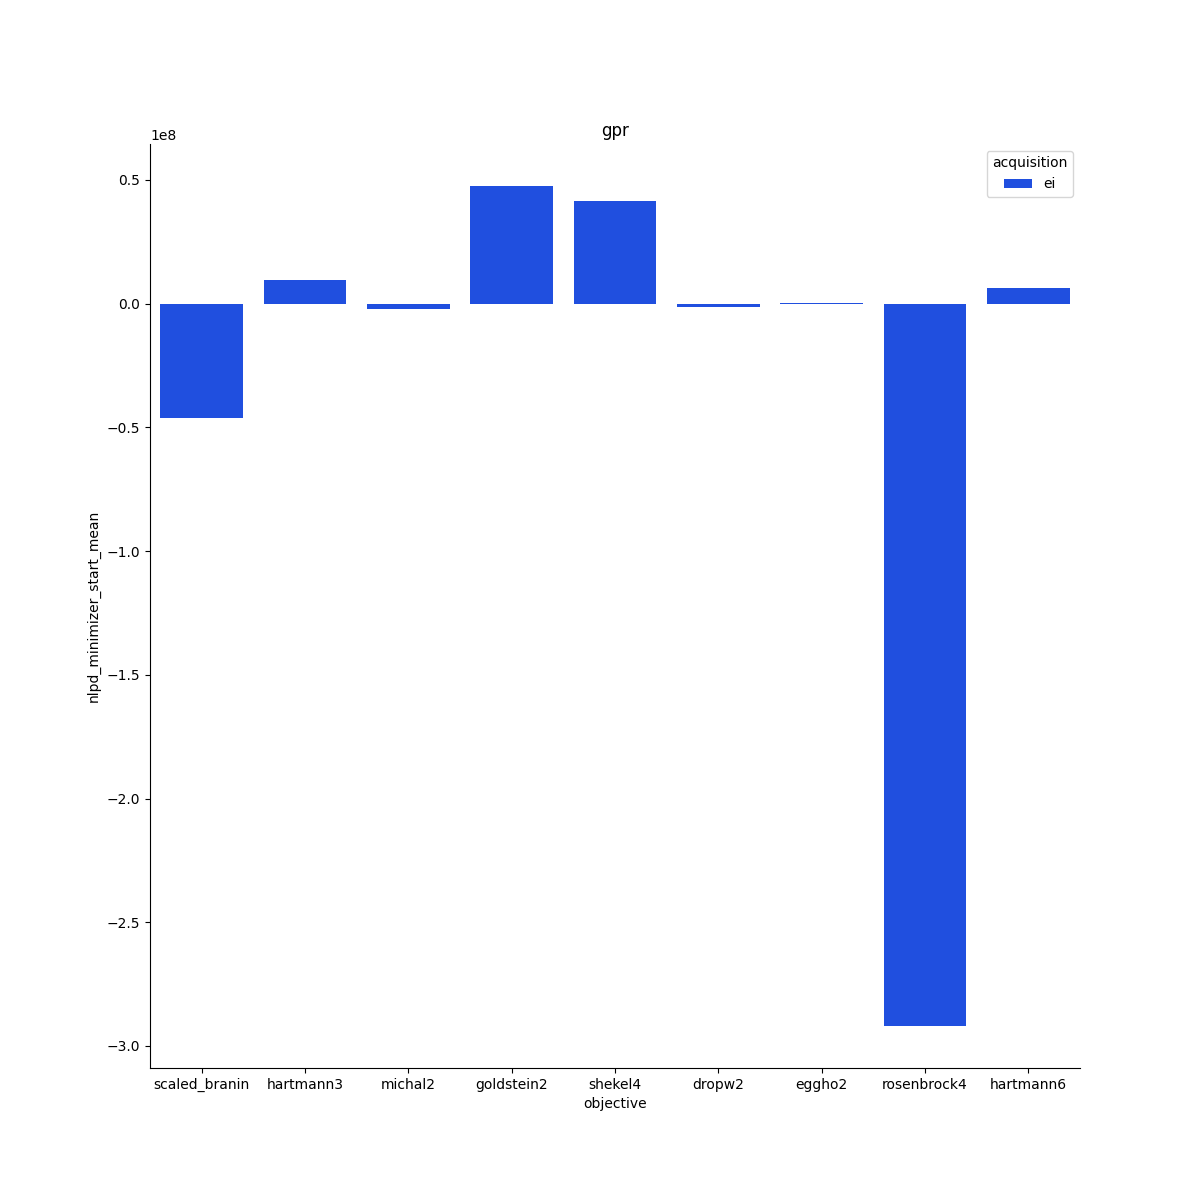 gpr
1e8
acquisition
ei
0.5
0.0
−0.5
−1.0
−1.5
−2.0
−2.5
−3.0
nlpd_minimizer_start_mean
scaled_branin hartmann3 michal2 goldstein2 shekel4 dropw2 eggho2 rosenbrock4 hartmann6
objective